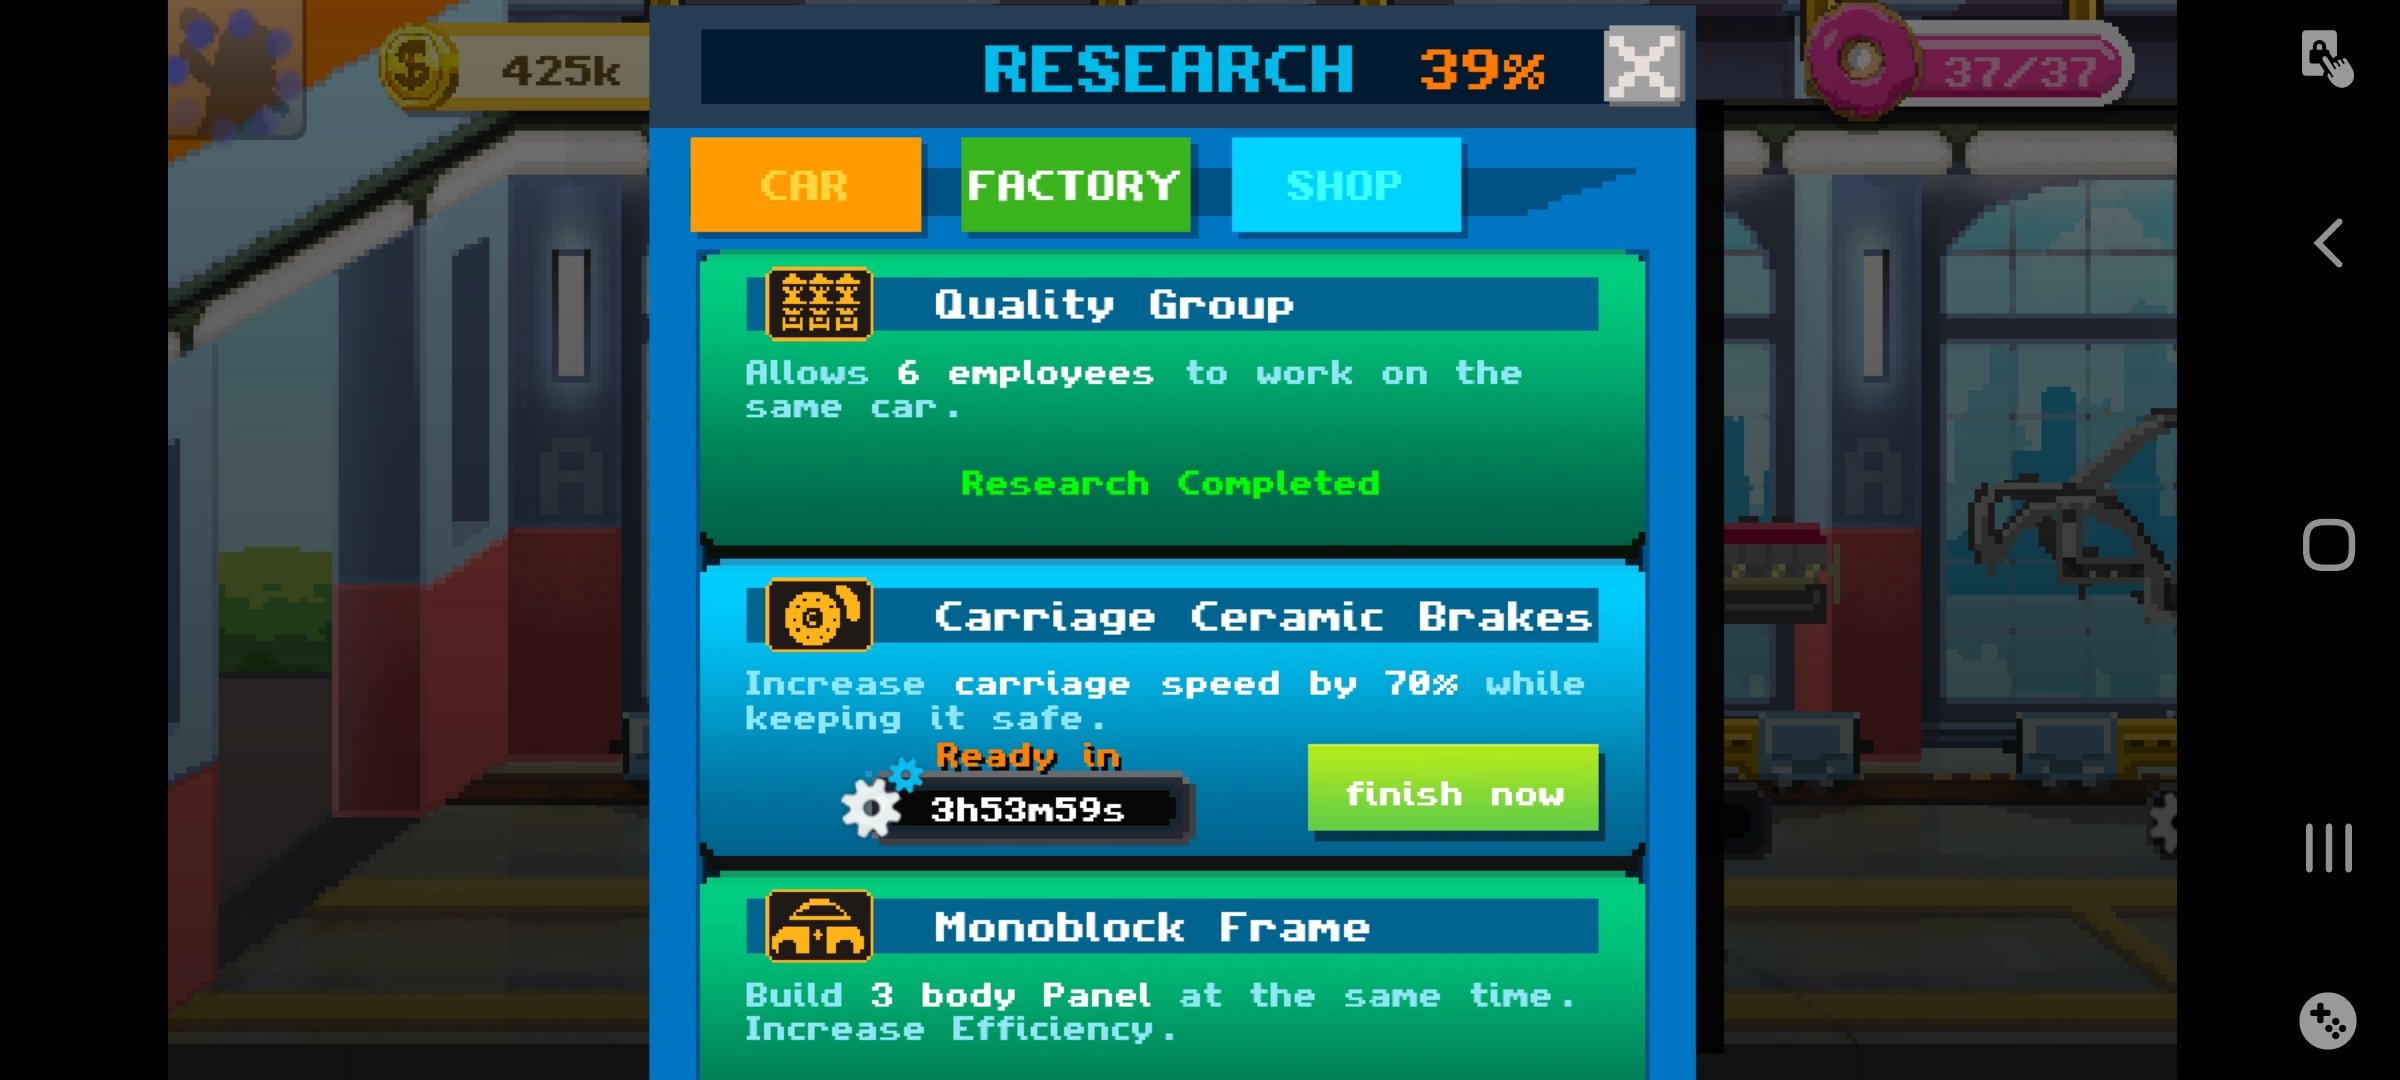 425k
RESEARCH 39%
37/37
CAR FACTORY SHOP
Quality Group
Allows 6 employees to work on the
same car.
Research Completed
Carriage Ceramic Brakes
Increase carriage speed by 70% while
keeping it safe.
Ready in
3h53m59s
finish now
Monoblock Frame
Build 3 body Panel at the same time.
Increase Efficiency.
A
A